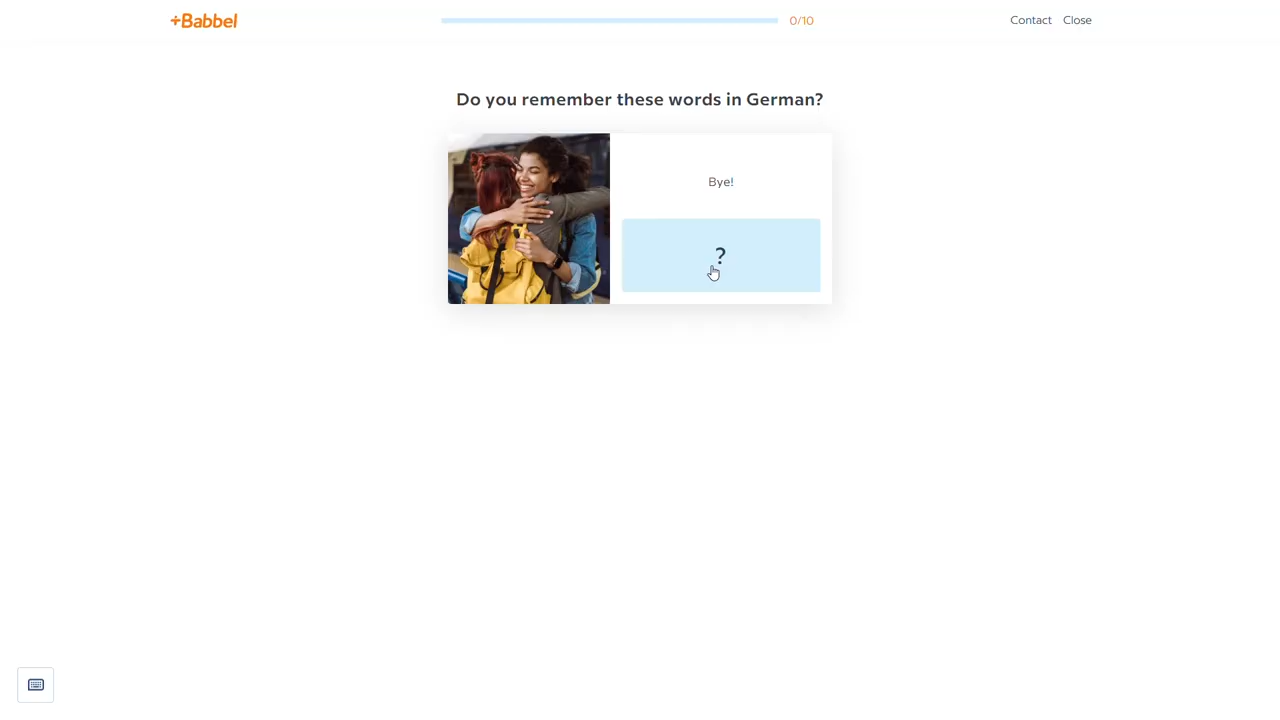 +Babbel
0/10
Contact
Close
Do you remember these words in German?
Bye!
?